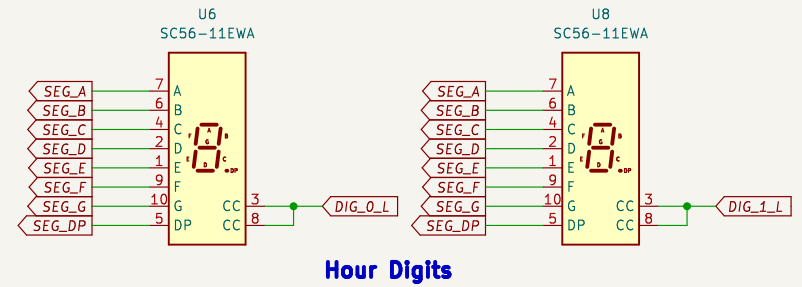 U6
SC56-11EWA
SEG_A 7 A
SEG_B 6 B
SEG_C 4 C
SEG_D 2 D
SEG_E 1 E
SEG_F 9 F
SEG_G 10 G CC 3 DIG_0_L
SEG_DP 5 DP CC 8
A
F B
G
E C
D
DP
U8
SC56-11EWA
SEG_A 7 A
SEG_B 6 B
SEG_C 4 C
SEG_D 2 D
SEG_E 1 E
SEG_F 9 F
SEG_G 10 G CC 3 DIG_1_L
SEG_DP 5 DP CC 8
A
F B
G
E C
D
DP
Hour Digits